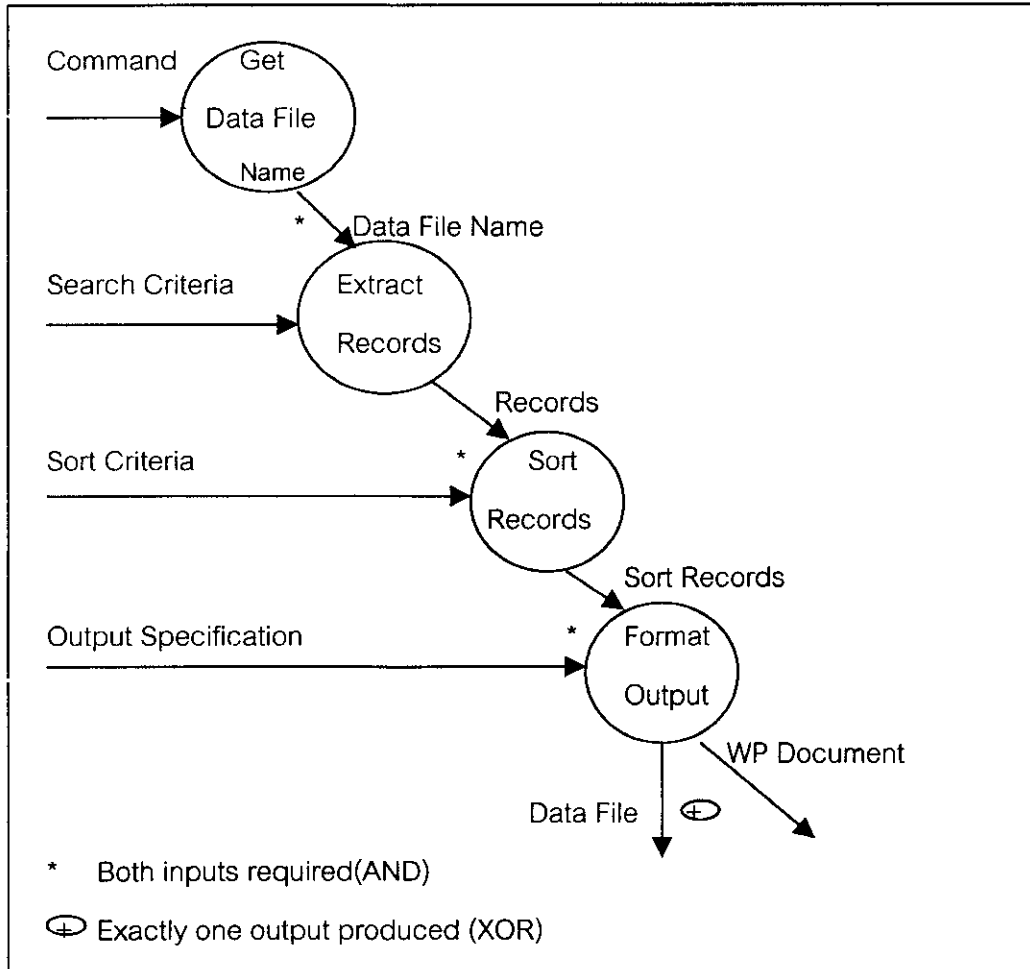 Command
Get
Data File
Name
* Data File Name
Search Criteria
Extract
Records
Records
Sort Criteria
*
Sort
Records
Sort Records
Output Specification
*
Format
Output
WP Document
Data File
+
* Both inputs required(AND)
+ Exactly one output produced (XOR)